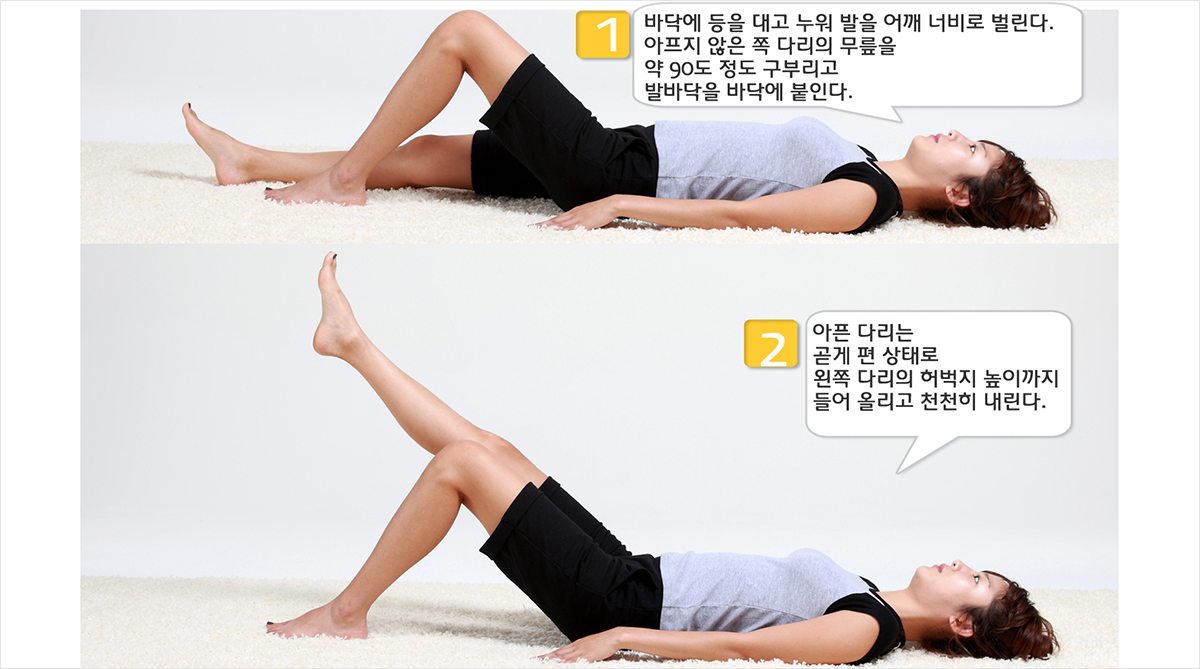 1
바닥에 등을 대고 누워 발을 어깨 너비로 벌린다.
아프지 않은 쪽 다리의 무릎을
약 90도 정도 구부리고
발바닥을 바닥에 붙인다.
2
아픈 다리는
곧게 편 상태로
왼쪽 다리의 허벅지 높이까지
들어 올리고 천천히 내린다.